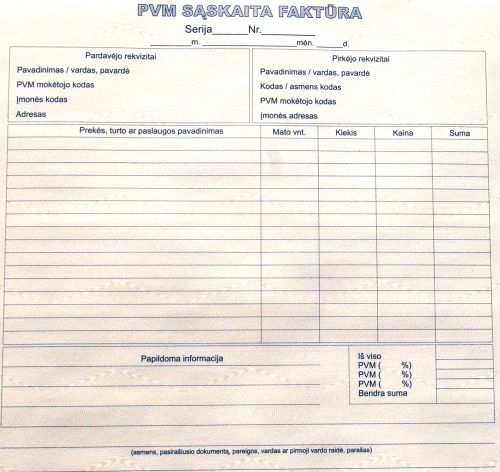 PVM SĄSKAITA FAKTŪRA
Serija______Nr.________
________m. ________mėn. _____d.
Pardavėjo rekvizitai
Pavadinimas / vardas, pavardė
PVM mokėtojo kodas
Įmonės kodas
Adresas
Pirkėjo rekvizitai
Pavadinimas / vardas, pavardė
Kodas / asmens kodas
PVM mokėtojo kodas
Įmonės adresas
Prekės, turto ar paslaugos pavadinimas Mato vnt. Kiekis Kaina Suma
Papildoma informacija
Iš viso
PVM ( %)
PVM ( %)
PVM ( %)
Bendra suma
(asmens, pasirašiusio dokumentą, pareigos, vardas ar pirmoji vardo raidė, parašas)